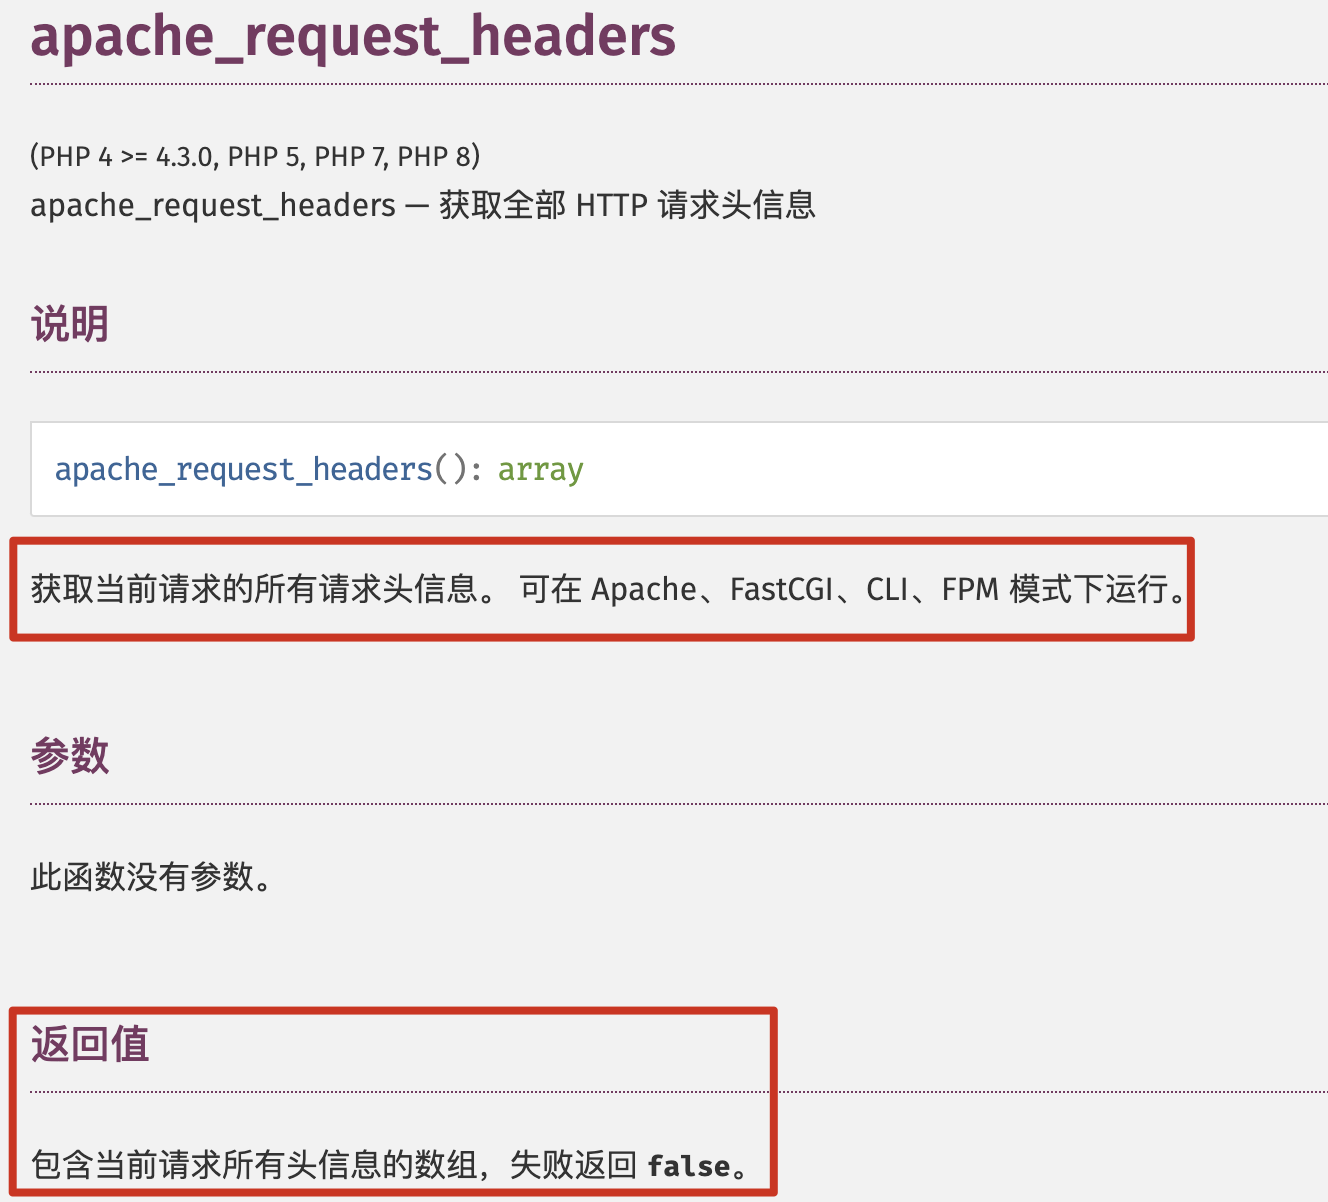 apache_request_headers
(PHP 4 >= 4.3.0, PHP 5, PHP 7, PHP 8)
apache_request_headers — 获取全部 HTTP 请求头信息
说明
apache_request_headers(): array
获取当前请求的所有请求头信息。 可在 Apache、FastCGI、CLI、FPM 模式下运行。
参数
此函数没有参数。
返回值
包含当前请求所有头信息的数组，失败返回 false。